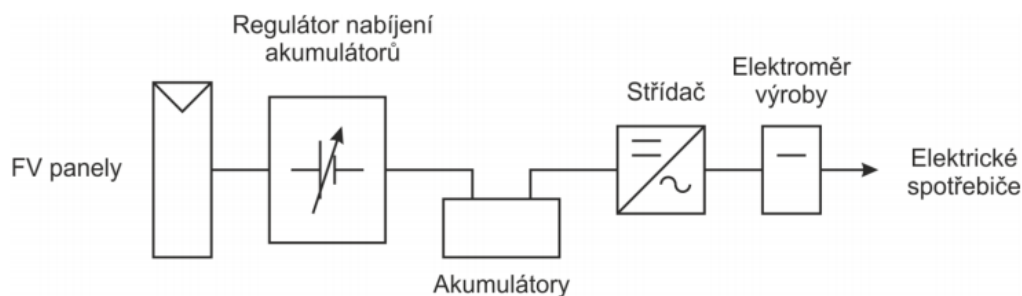 Regulátor nabíjení
akumulátorů
Elektroměr
výroby
Střídač
FV panely
Elektrické
spotřebiče
Akumulátory